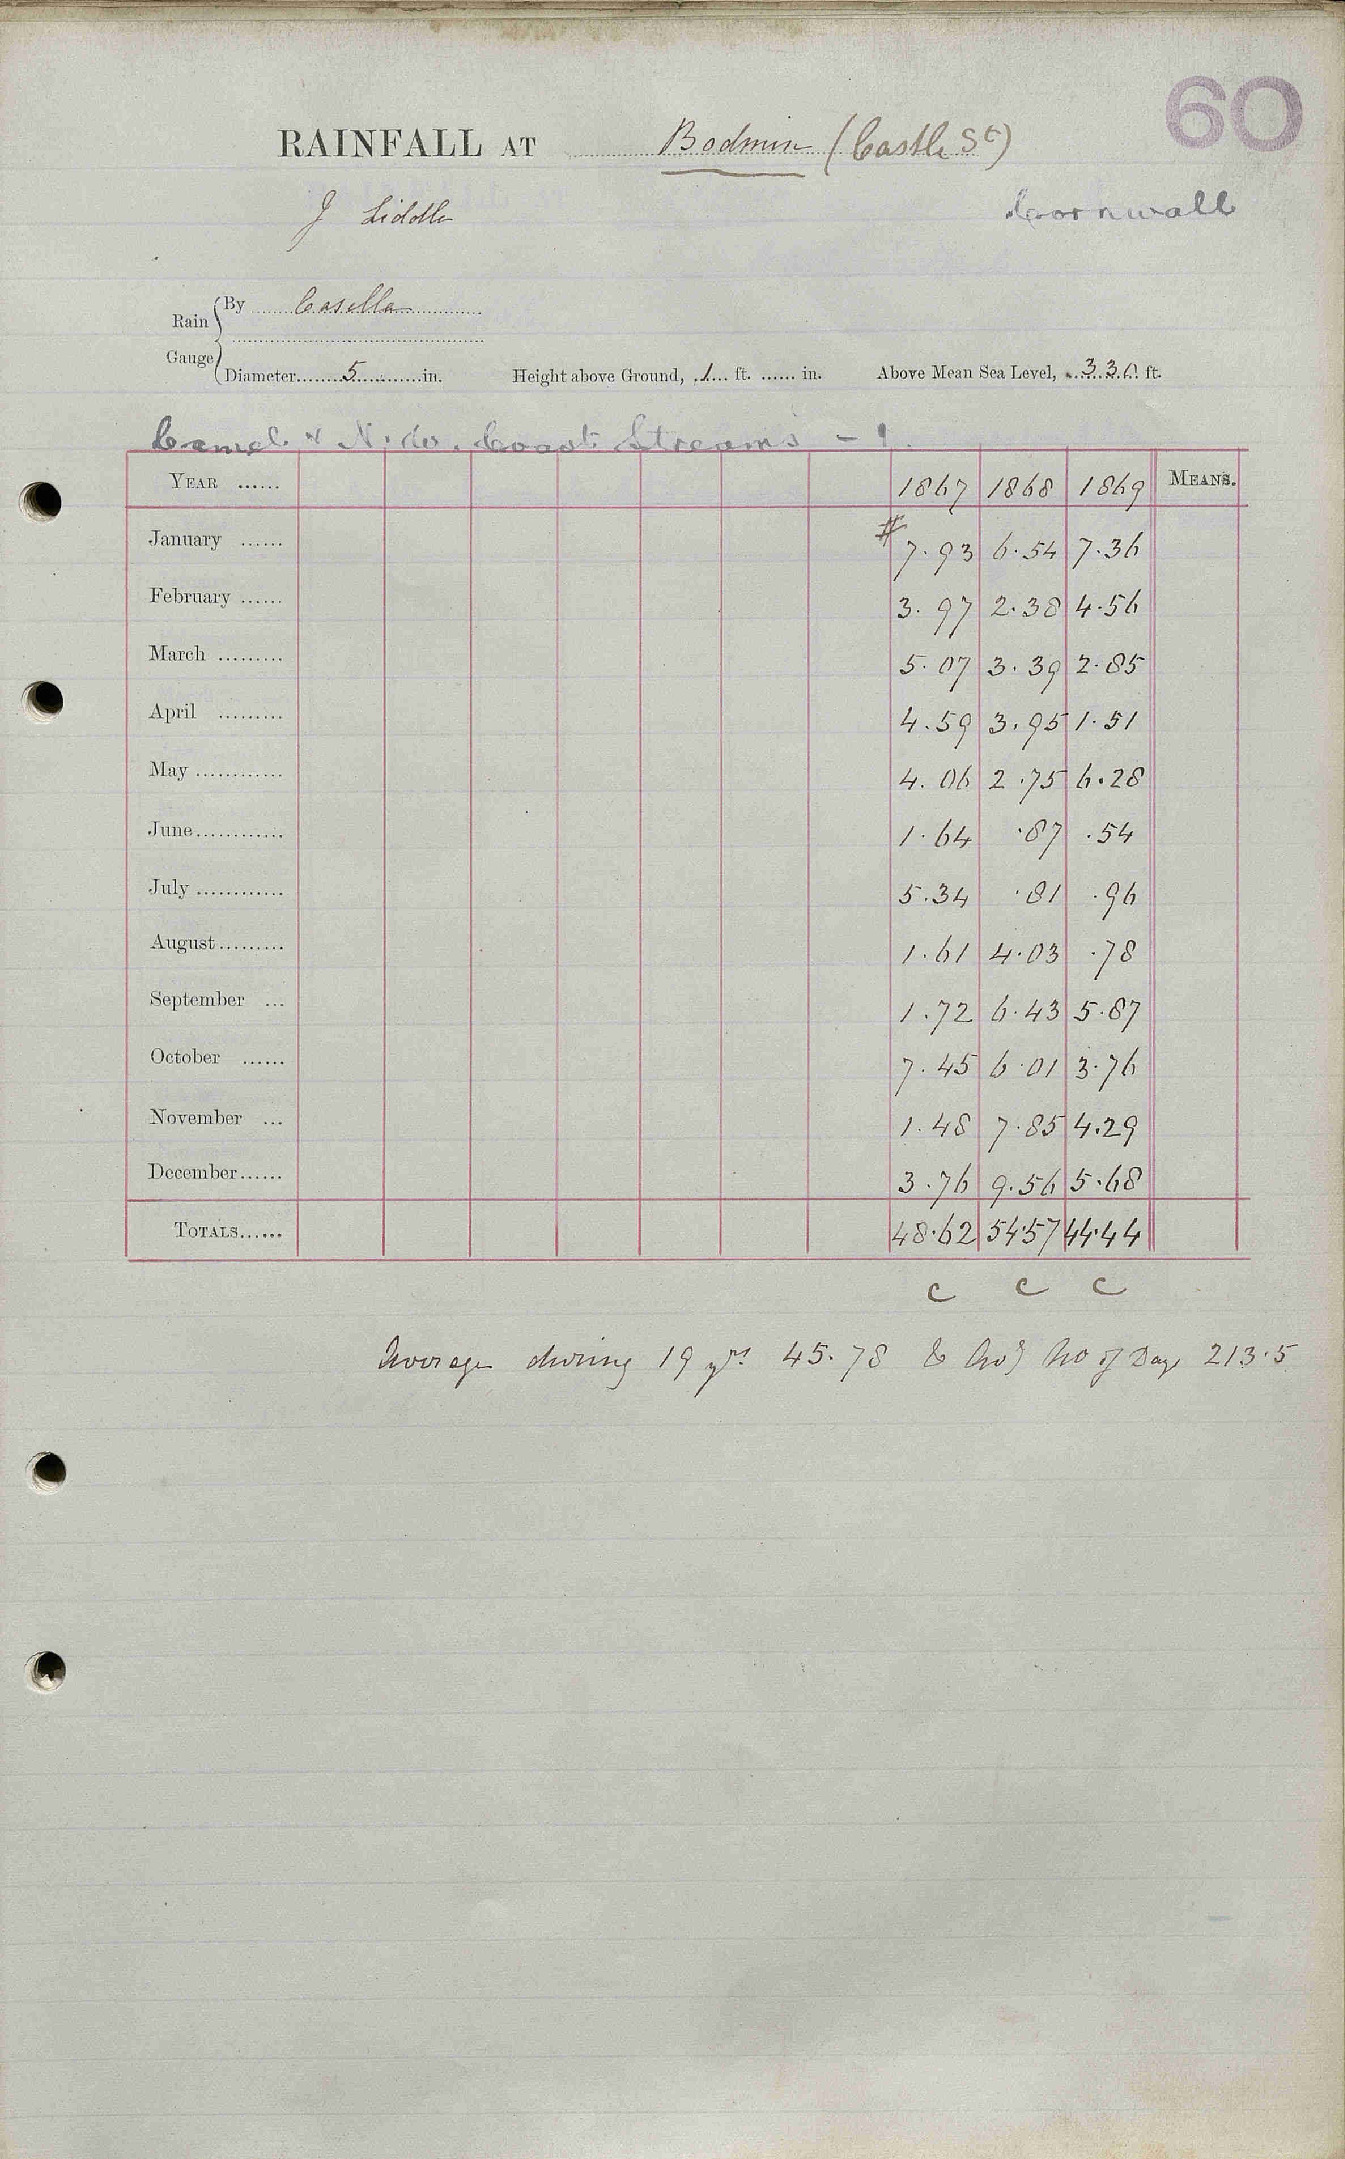 60
RAINFALL AT Bodmin (Castle St)
J Liddle
Cornwall
Rain Gauge { By Casella
Diameter 5 in. Height above Ground, 1 ft. ...... in. Above Mean Sea Level, 330 ft.
Camel & N. Co. Coast Streams - 1.
YEAR ...... 1867 1868 1869 MEANS.
January ...... # 7.93 6.54 7.36
February ...... 3.97 2.38 4.56
March ......... 5.07 3.39 2.85
April ......... 4.59 3.95 1.51
May ............ 4.06 2.75 6.28
June............ 1.64 .87 .54
July ............ 5.34 .81 .96
August......... 1.61 4.03 .78
September ... 1.72 6.43 5.87
October ...... 7.45 6.01 3.76
November ... 1.48 7.85 4.29
December...... 3.76 9.56 5.68
TOTALS...... 48.62 54.57 44.44
c c c
Average during 19 yrs 45.78 & Avg No of Days 213.5